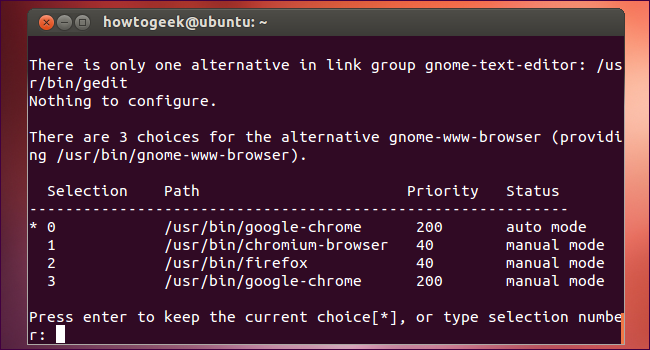 howtogeek@ubuntu: ~
There is only one alternative in link group gnome-text-editor: /us
r/bin/gedit
Nothing to configure.
There are 3 choices for the alternative gnome-www-browser (providi
ng /usr/bin/gnome-www-browser).
Selection Path Priority Status
------------------------------------------------------------
* 0 /usr/bin/google-chrome 200 auto mode
1 /usr/bin/chromium-browser 40 manual mode
2 /usr/bin/firefox 40 manual mode
3 /usr/bin/google-chrome 200 manual mode
Press enter to keep the current choice[*], or type selection numbe
r: